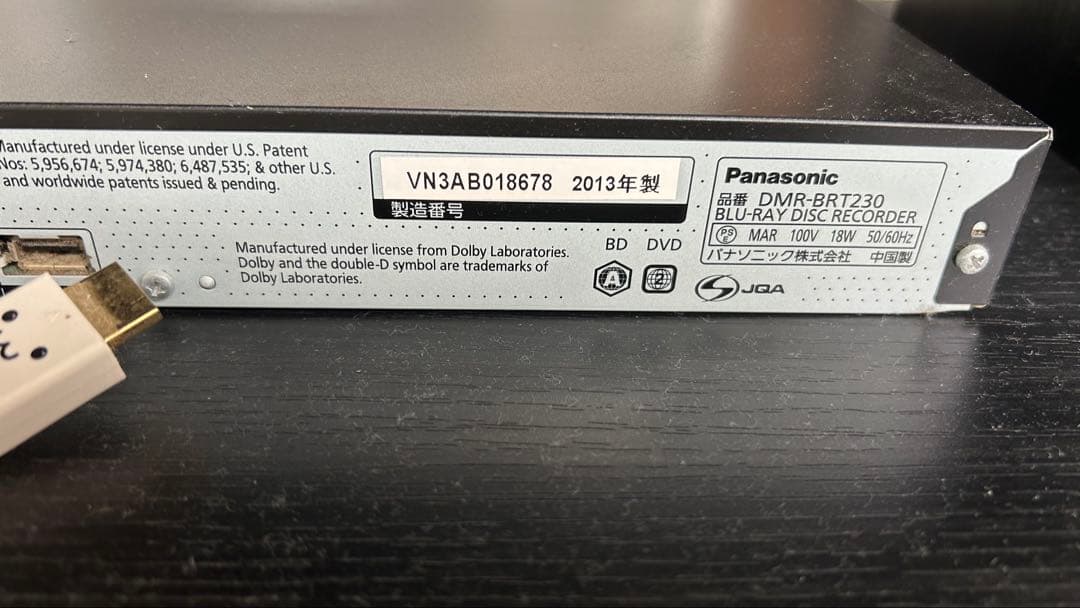 Manufactured under license under U.S. Patent
Nos: 5,956,674; 5,974,380; 6,487,535; & other U.S.
and worldwide patents issued & pending.
VN3AB018678 2013年製
製造番号
Manufactured under license from Dolby Laboratories.
Dolby and the double-D symbol are trademarks of
Dolby Laboratories.
BD DVD
A 2
Panasonic
品番 DMR-BRT230
BLU-RAY DISC RECORDER
PSE MAR 100V 18W 50/60Hz
パナソニック株式会社 中国製
S JQA